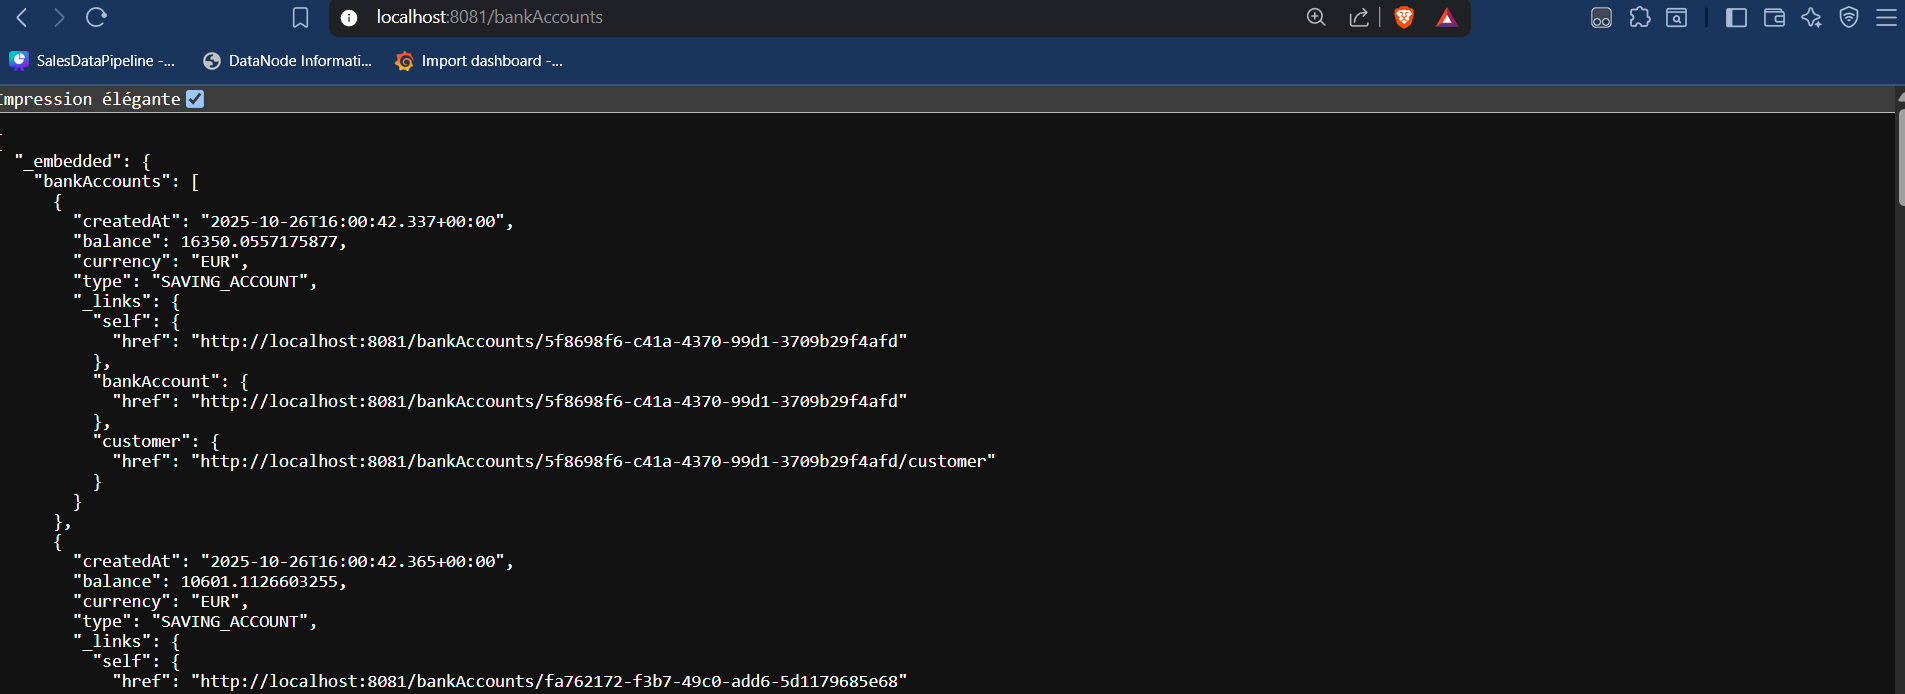 localhost:8081/bankAccounts
SalesDataPipeline -...
DataNode Informati...
Import dashboard -...
Impression élégante
{
"_embedded": {
"bankAccounts": [
{
"createdAt": "2025-10-26T16:00:42.337+00:00",
"balance": 16350.0557175877,
"currency": "EUR",
"type": "SAVING_ACCOUNT",
"_links": {
"self": {
"href": "http://localhost:8081/bankAccounts/5f8698f6-c41a-4370-99d1-3709b29f4afd"
},
"bankAccount": {
"href": "http://localhost:8081/bankAccounts/5f8698f6-c41a-4370-99d1-3709b29f4afd"
},
"customer": {
"href": "http://localhost:8081/bankAccounts/5f8698f6-c41a-4370-99d1-3709b29f4afd/customer"
}
}
},
{
"createdAt": "2025-10-26T16:00:42.365+00:00",
"balance": 10601.1126603255,
"currency": "EUR",
"type": "SAVING_ACCOUNT",
"_links": {
"self": {
"href": "http://localhost:8081/bankAccounts/fa762172-f3b7-49c0-add6-5d1179685e68"